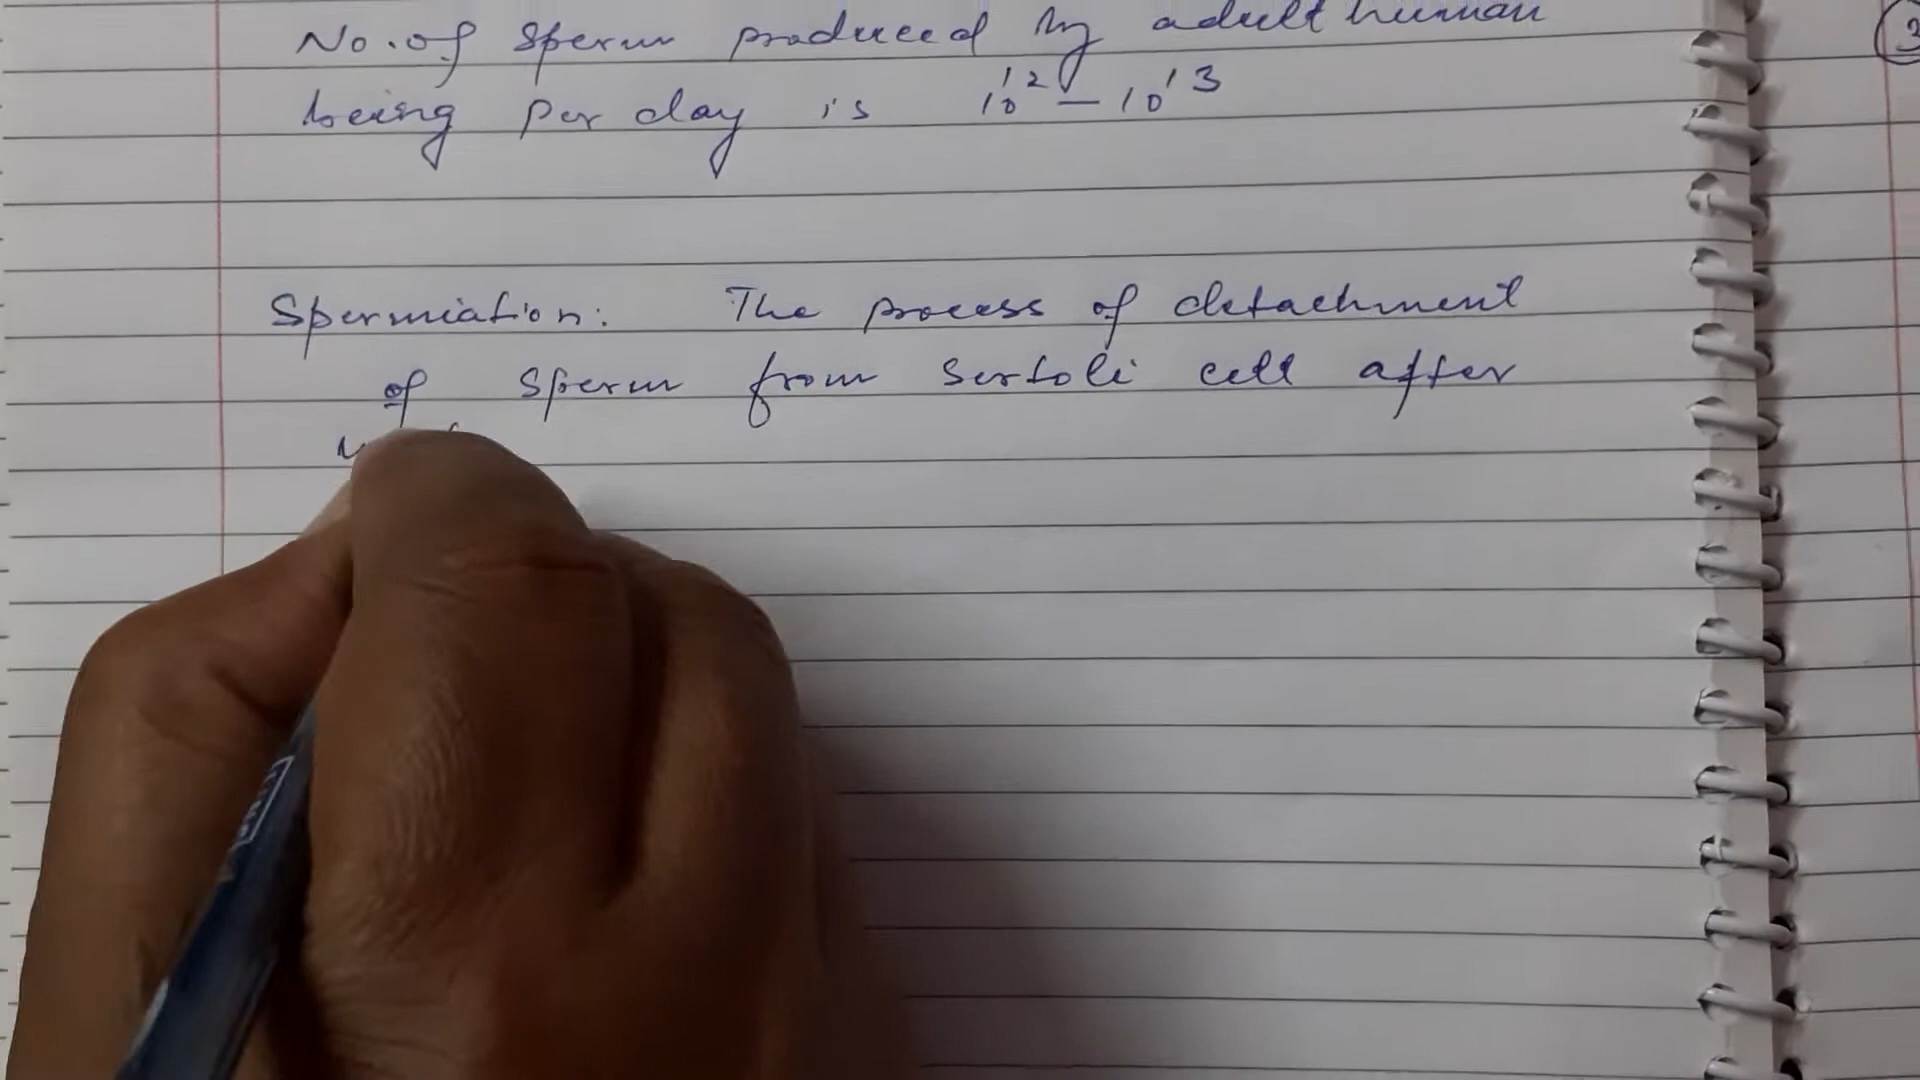 No. of sperm produced by adult human
being per day is 10¹² – 10¹³
Spermiation: The process of detachment
of sperm from sertoli cell after
3